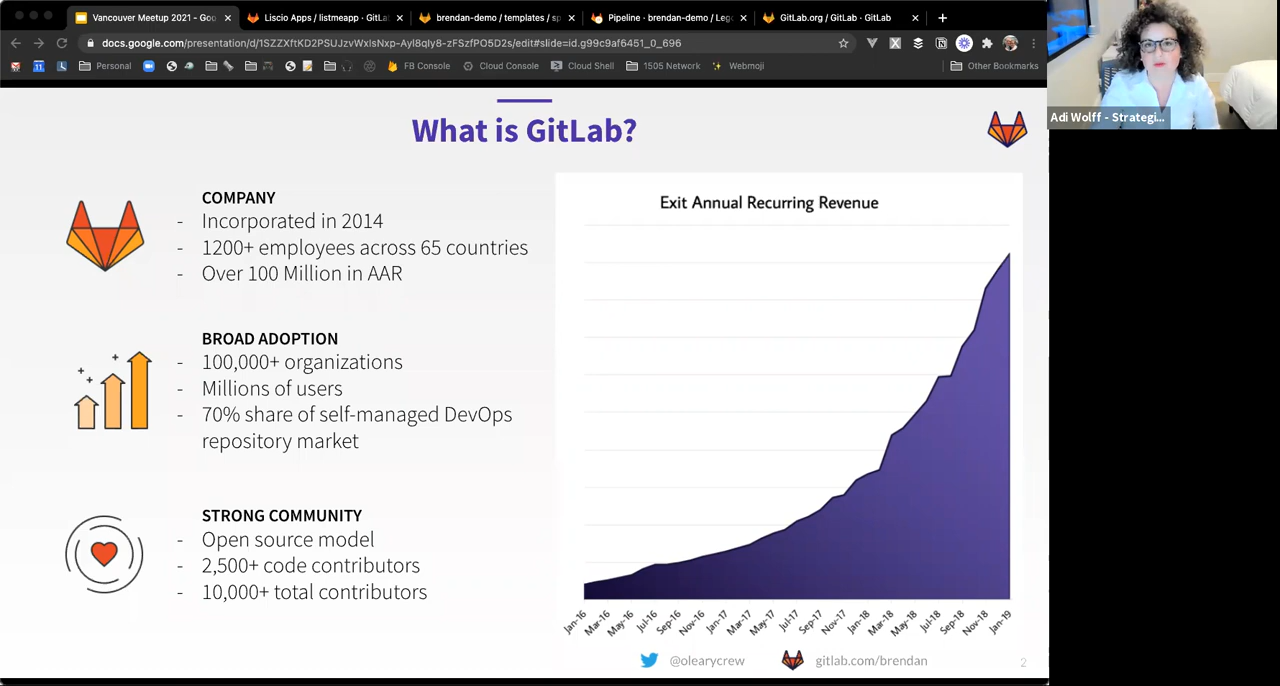 Vancouver Meetup 2021 - Goo
Liscio Apps / listmeapp · GitLa
brendan-demo / templates / sp
Pipeline · brendan-demo / Leg
GitLab.org / GitLab · GitLab
docs.google.com/presentation/d/1SZZXftKD2PSUJzvWxIsNxp-AyI8qIy8-zFSzfPO5D2s/edit#slide=id.g99c9af6451_0_696
Personal
FB Console
Cloud Console
Cloud Shell
1505 Network
Webmoji
Other Bookmarks
Adi Wolff - Strategi...
What is GitLab?
COMPANY
- Incorporated in 2014
- 1200+ employees across 65 countries
- Over 100 Million in AAR
BROAD ADOPTION
- 100,000+ organizations
- Millions of users
- 70% share of self-managed DevOps
repository market
STRONG COMMUNITY
- Open source model
- 2,500+ code contributors
- 10,000+ total contributors
Exit Annual Recurring Revenue
Jan-16
Mar-16
May-16
Jul-16
Sep-16
Nov-16
Jan-17
Mar-17
May-17
Jul-17
Sep-17
Nov-17
Jan-18
Mar-18
May-18
Jul-18
Sep-18
Nov-18
Jan-19
@olearycrew
gitlab.com/brendan
2